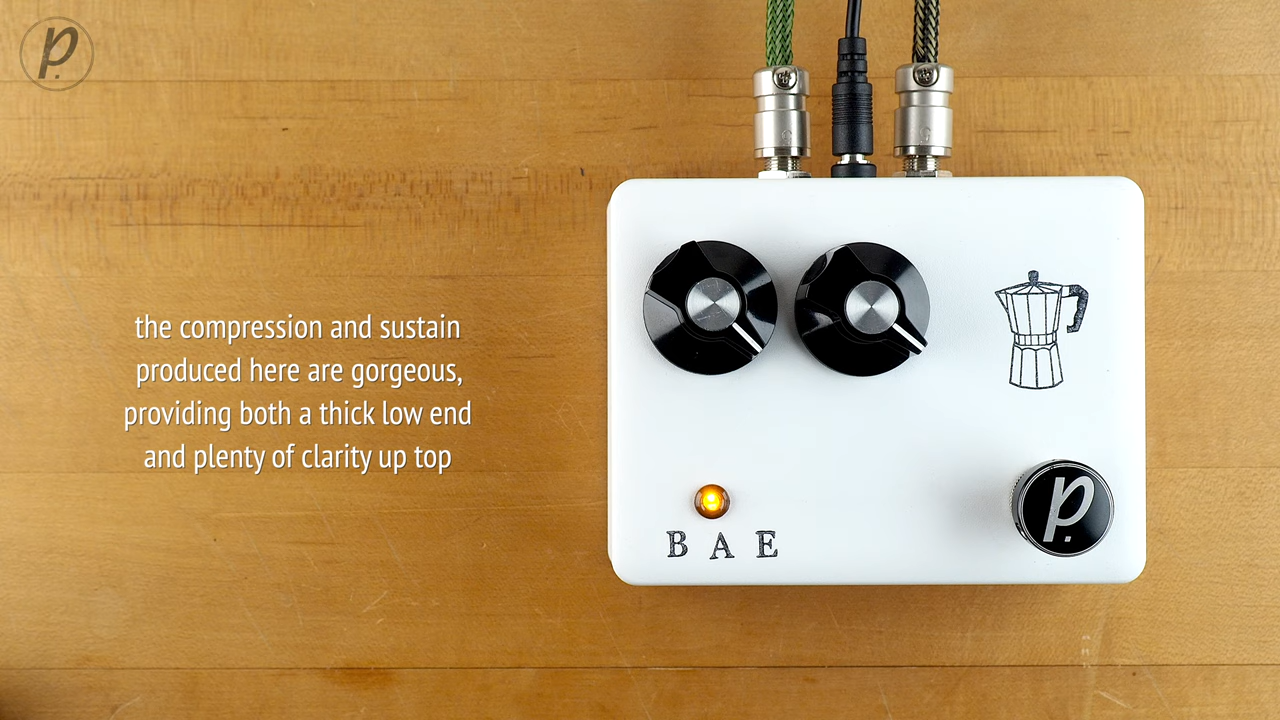 p.
the compression and sustain
produced here are gorgeous,
providing both a thick low end
and plenty of clarity up top
B A E
p.